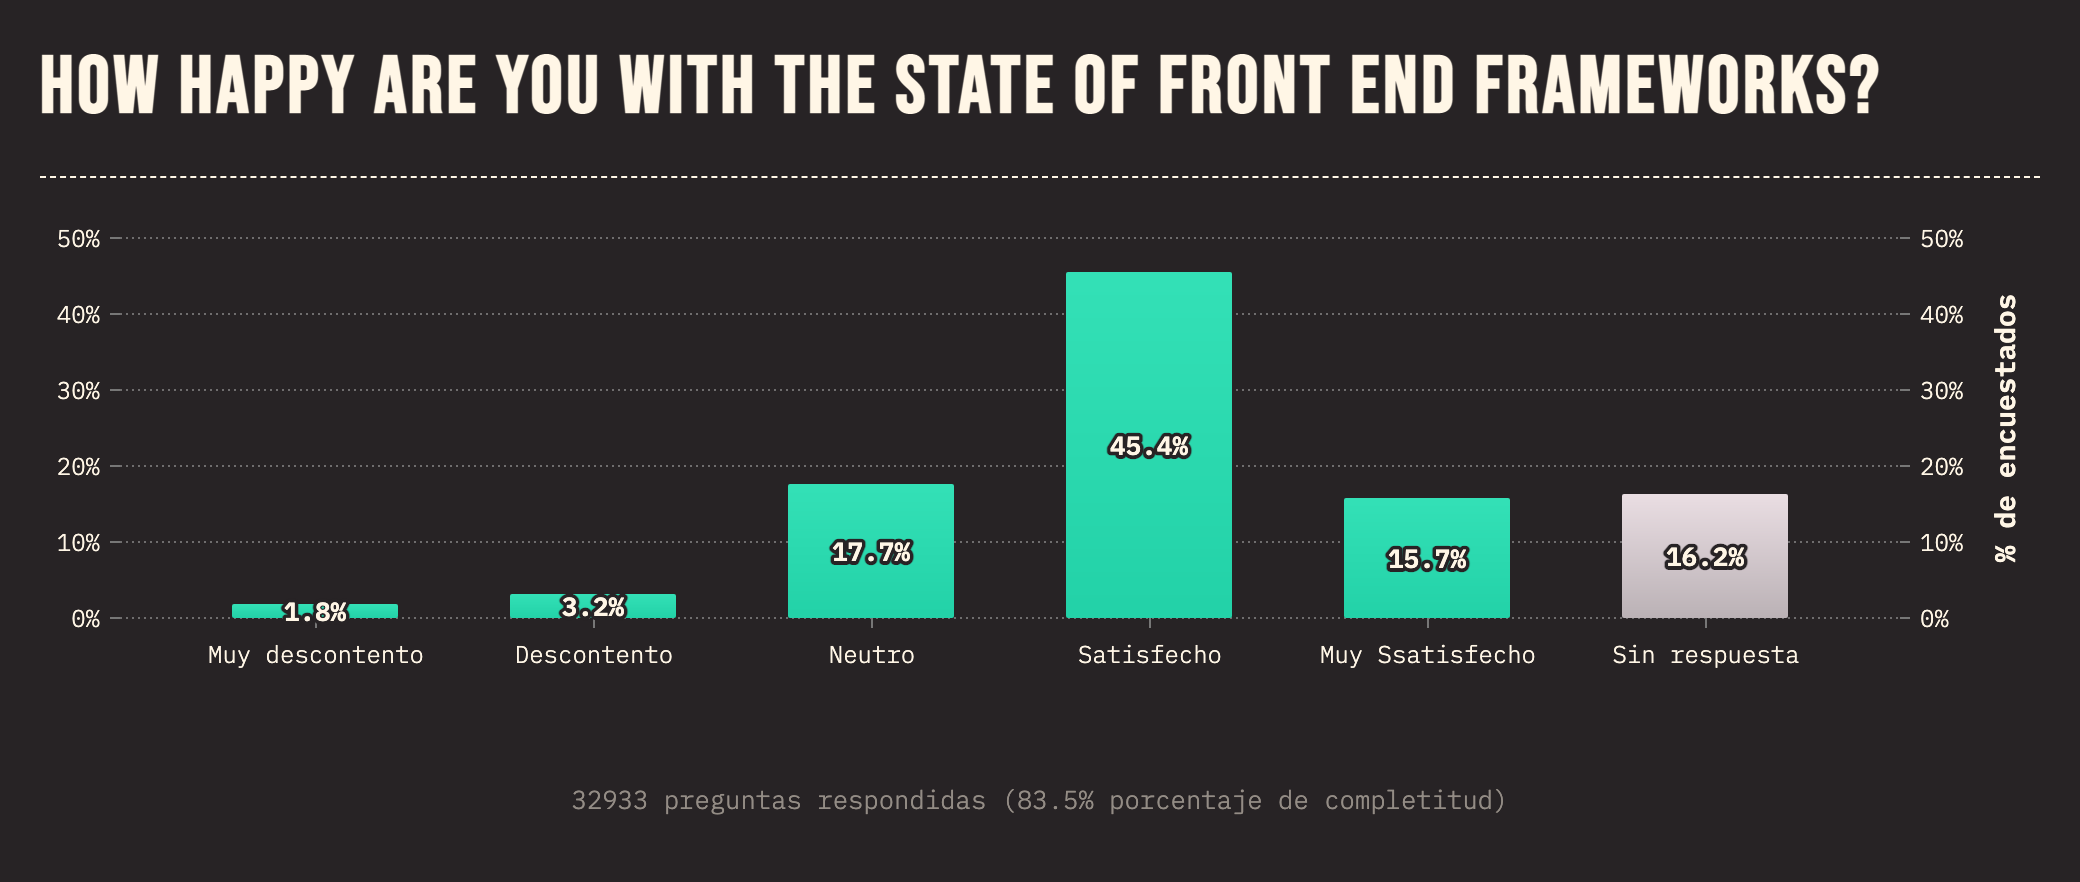 HOW HAPPY ARE YOU WITH THE STATE OF FRONT END FRAMEWORKS?
50%
40%
30%
20%
10%
0%
50%
40%
30%
20%
10%
0%
% de encuestados
1.8%
3.2%
17.7%
45.4%
15.7%
16.2%
Muy descontento
Descontento
Neutro
Satisfecho
Muy Ssatisfecho
Sin respuesta
32933 preguntas respondidas (83.5% porcentaje de completitud)